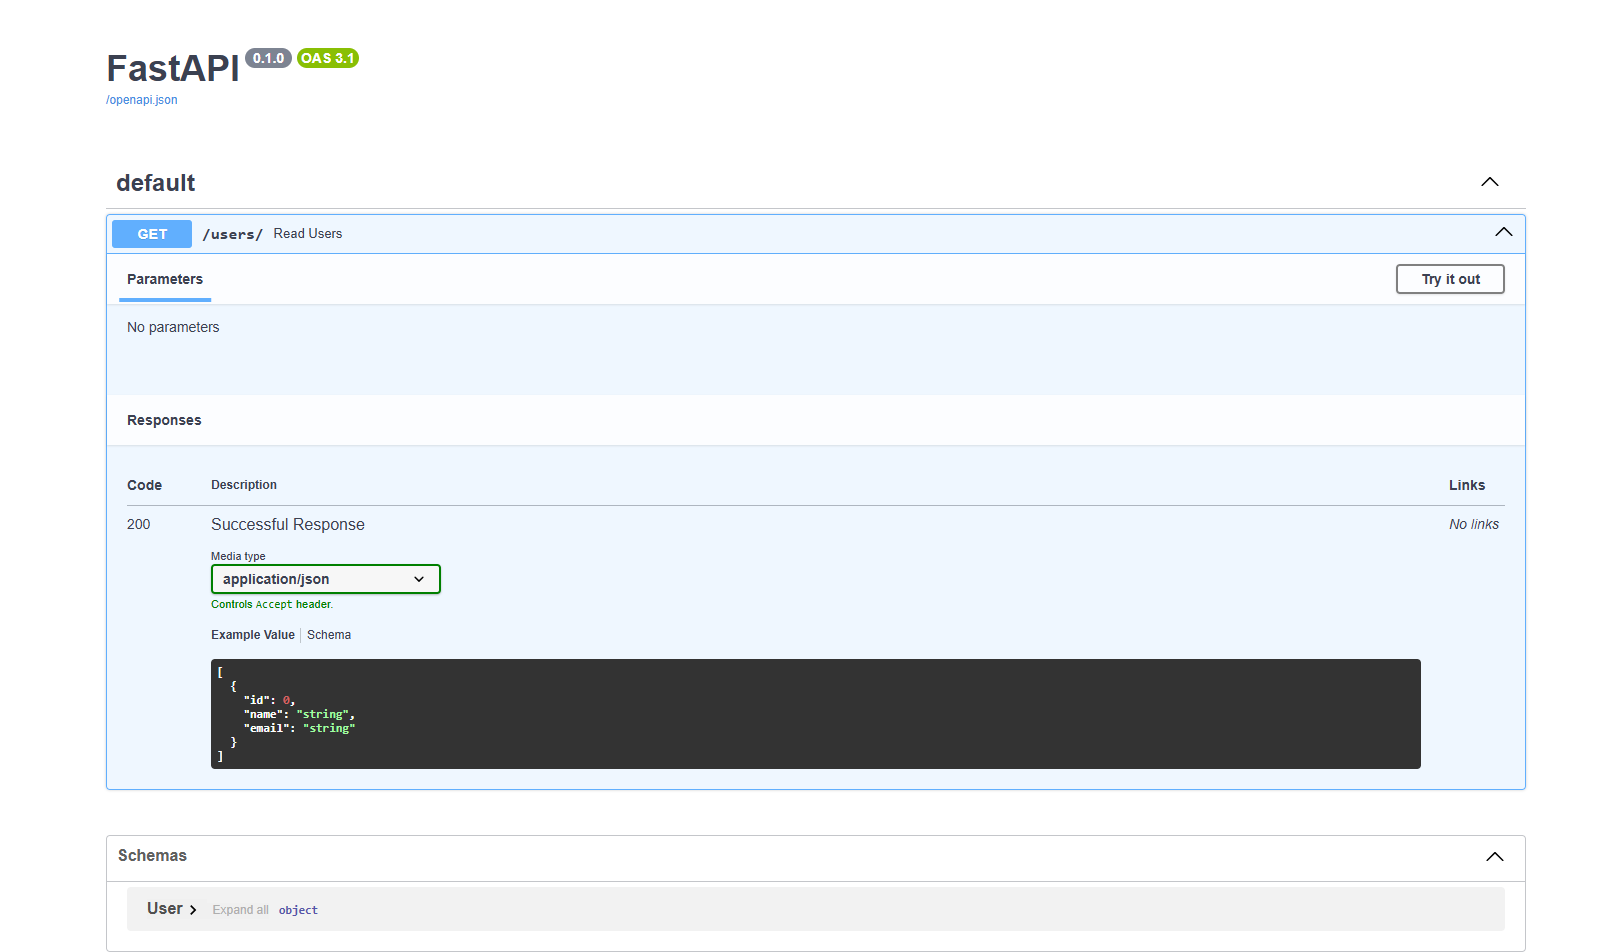 FastAPI 0.1.0 OAS 3.1
/openapi.json
default
GET /users/ Read Users
Parameters
Try it out
No parameters
Responses
Code Description Links
200 Successful Response No links
Media type
application/json
Controls Accept header.
Example Value Schema
[
  {
    "id": 0,
    "name": "string",
    "email": "string"
  }
]
Schemas
User Expand all object